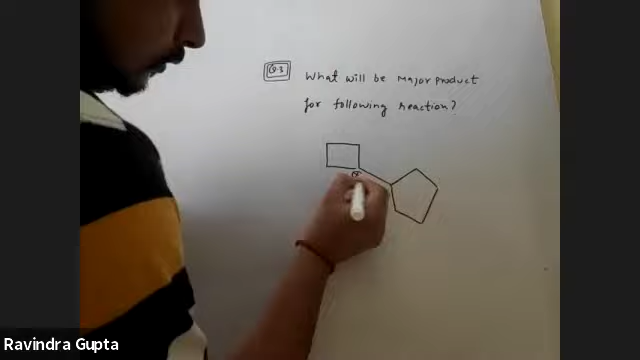 Q.3
What will be Major product
for following reaction?
⊕
Ravindra Gupta